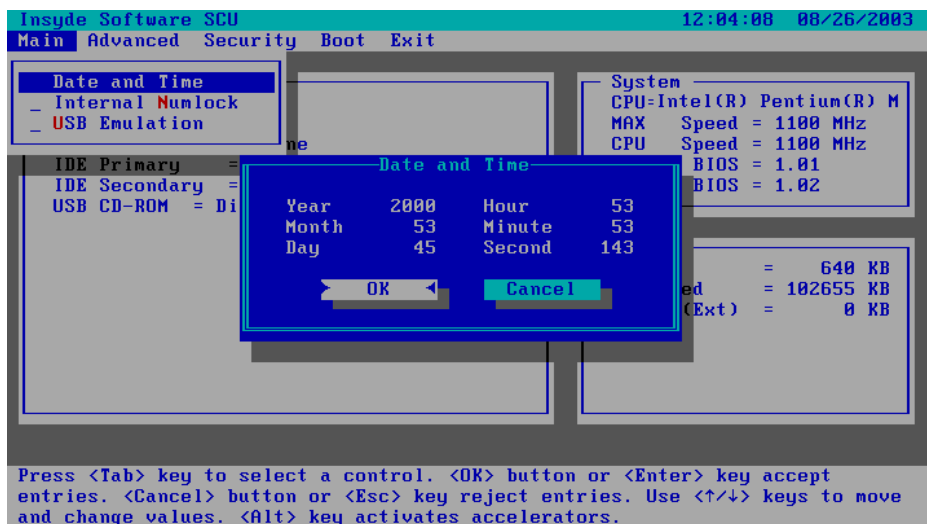 Insyde Software SCU 12:04:08 08/26/2003
Main Advanced Security Boot Exit
Date and Time
_ Internal Numlock
_ USB Emulation
System
CPU=Intel(R) Pentium(R) M
MAX Speed = 1100 MHz
CPU Speed = 1100 MHz
BIOS = 1.01
BIOS = 1.02
IDE Primary =
IDE Secondary =
USB CD-ROM = Di
Date and Time
Year 2000 Hour 53
Month 53 Minute 53
Day 45 Second 143
OK Cancel
= 640 KB
= 102655 KB
(Ext) = 0 KB
Press <Tab> key to select a control. <OK> button or <Enter> key accept
entries. <Cancel> button or <Esc> key reject entries. Use <↑/↓> keys to move
and change values. <Alt> key activates accelerators.